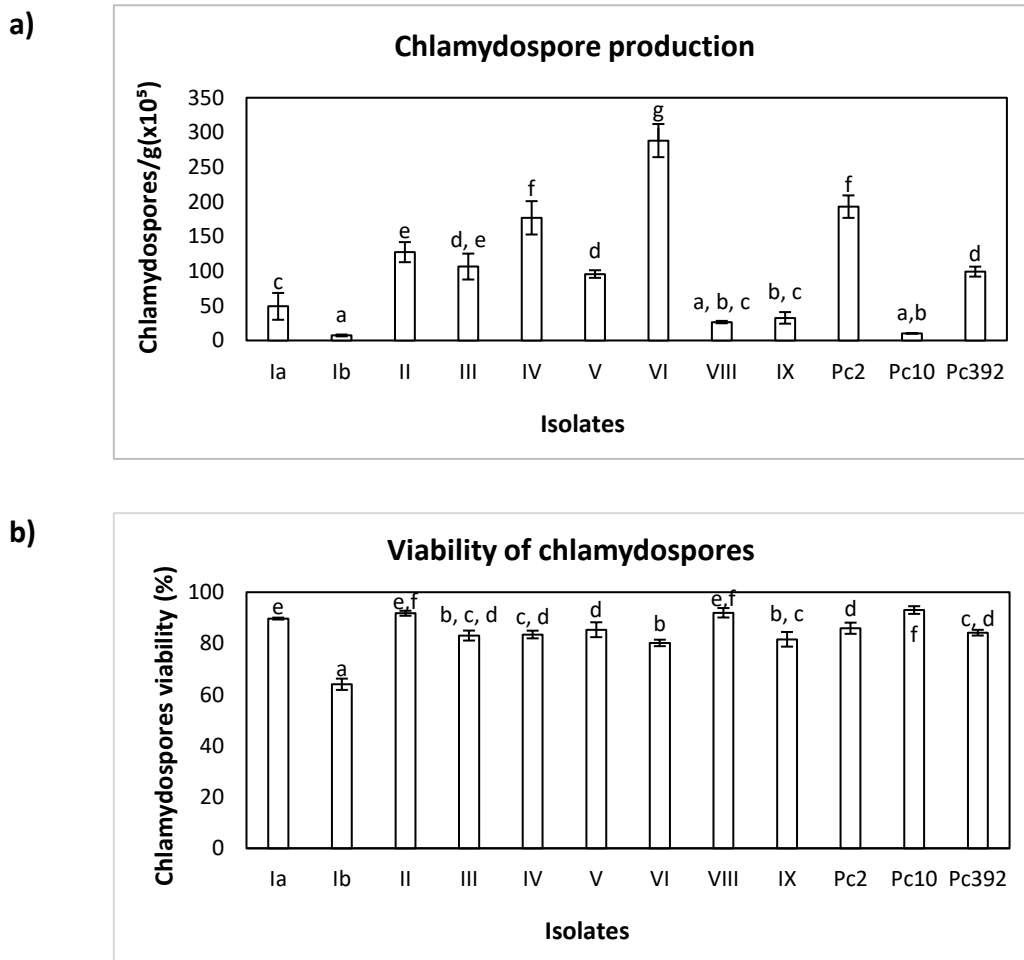 a)
Chlamydospore production
Chlamydospores/g(x10⁵)
350
300
250
200
150
100
50
0
c
a
e
d, e
f
d
g
a, b, c
b, c
f
a,b
d
Ia Ib II III IV V VI VIII IX Pc2 Pc10 Pc392
Isolates
b)
Viability of chlamydospores
Chlamydospores viability (%)
100
80
60
40
20
0
e
a
e,f
b, c, d
c, d
d
b
e,f
b, c
d
f
c, d
Ia Ib II III IV V VI VIII IX Pc2 Pc10 Pc392
Isolates